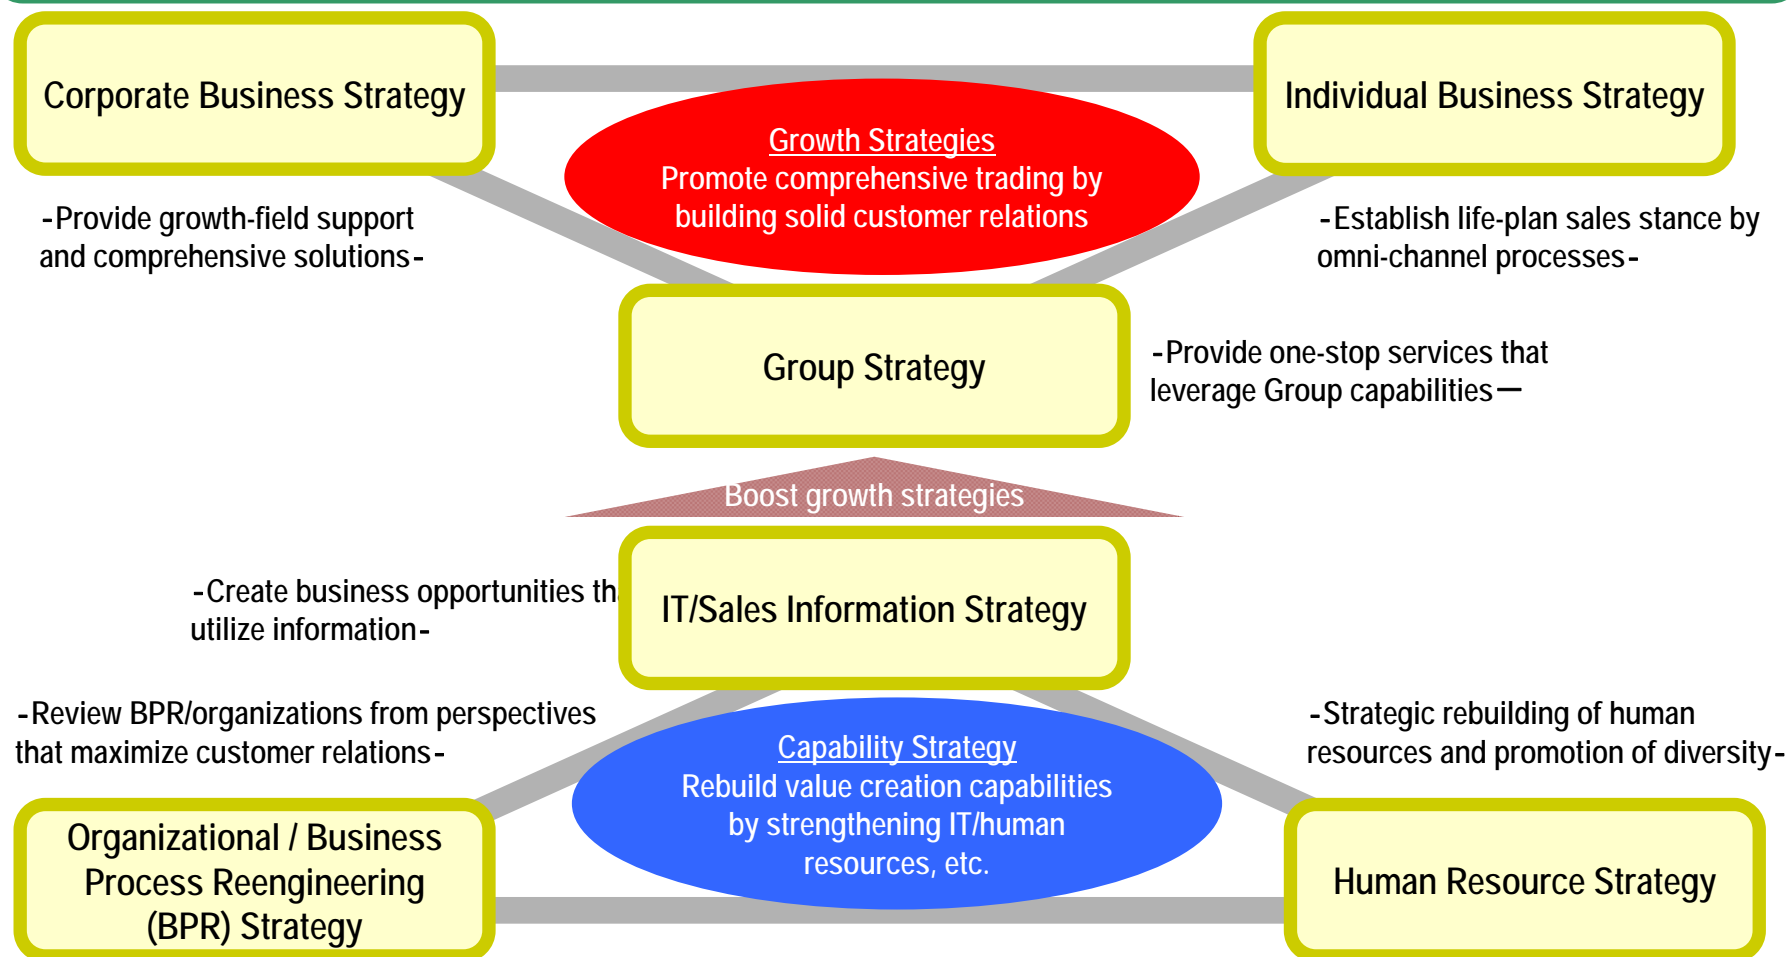 Corporate Business Strategy
Individual Business Strategy
Growth Strategies
Promote comprehensive trading by
building solid customer relations
-Provide growth-field support
and comprehensive solutions-
-Establish life-plan sales stance by
omni-channel processes-
Group Strategy
-Provide one-stop services that
leverage Group capabilities—
Boost growth strategies
-Create business opportunities
utilize information-
IT/Sales Information Strategy
-Review BPR/organizations from perspectives
that maximize customer relations-
-Strategic rebuilding of human
resources and promotion of diversity-
Capability Strategy
Rebuild value creation capabilities
by strengthening IT/human
resources, etc.
Organizational / Business
Process Reengineering
(BPR) Strategy
Human Resource Strategy